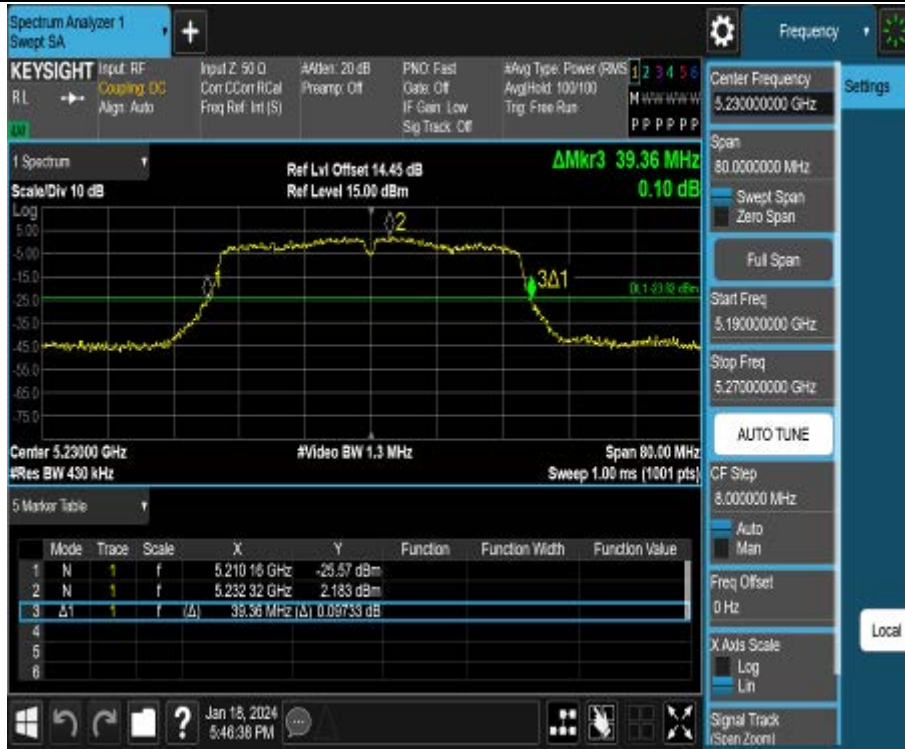 Spectrum Analyzer 1
Swept SA
+
Frequency
KEYSIGHT
RL
Input: RF
Coupling: DC
Align: Auto
Input Z: 50 Ω
Corr CCorr RCal
Freq Ref: Int (S)
#Atten: 20 dB
Preamp: Off
PNO: Fast
Gate: Off
IF Gain: Low
Sig Track: Off
#Avg Type: Power (RMS
Avg|Hold: 100/100
Trig: Free Run
1 2 3 4 5 6
M W W W W W
P P P P P P
Settings
Center Frequency
5.230000000 GHz
Span
80.0000000 MHz
Swept Span
Zero Span
Full Span
Start Freq
5.190000000 GHz
Stop Freq
5.270000000 GHz
AUTO TUNE
CF Step
8.000000 MHz
Auto
Man
Freq Offset
0 Hz
X Axis Scale
Log
Lin
Signal Track
(Span Zoom)
Local
1 Spectrum
Scale/Div 10 dB
Ref Lvl Offset 14.45 dB
Ref Level 15.00 dBm
ΔMkr3 39.36 MHz
0.10 dB
Log
5.00
-5.00
-15.0
-25.0
-35.0
-45.0
-55.0
-65.0
-75.0
1
2
3Δ1
Center 5.23000 GHz
#Video BW 1.3 MHz
Span 80.00 MHz
#Res BW 430 kHz
Sweep 1.00 ms (1001 pts)
5 Marker Table
Mode Trace Scale X Y Function Function Width Function Value
1 N 1 f 5.210 16 GHz -25.57 dBm
2 N 1 f 5.232 32 GHz 2.183 dBm
3 Δ1 1 f (Δ) 39.36 MHz (Δ) 0.09733 dB
4
5
6
?
Jan 18, 2024
5:46:38 PM